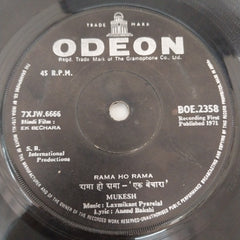 TRADE MARK
ODEON
Regd. Trade Mark of The Gramophone Co. Ltd.
45 R.P.M.
7XJW.6666
BOE.2358
Hindi Film :
EK BECHARA
Recording First
Published 1971
S. R.
International
Productions
RAMA HO RAMA
रामा हो रामा - 'एक बेचारा'
MUKESH
Music: Laxmikant Pyarelal
Lyric : Anand Bakshi